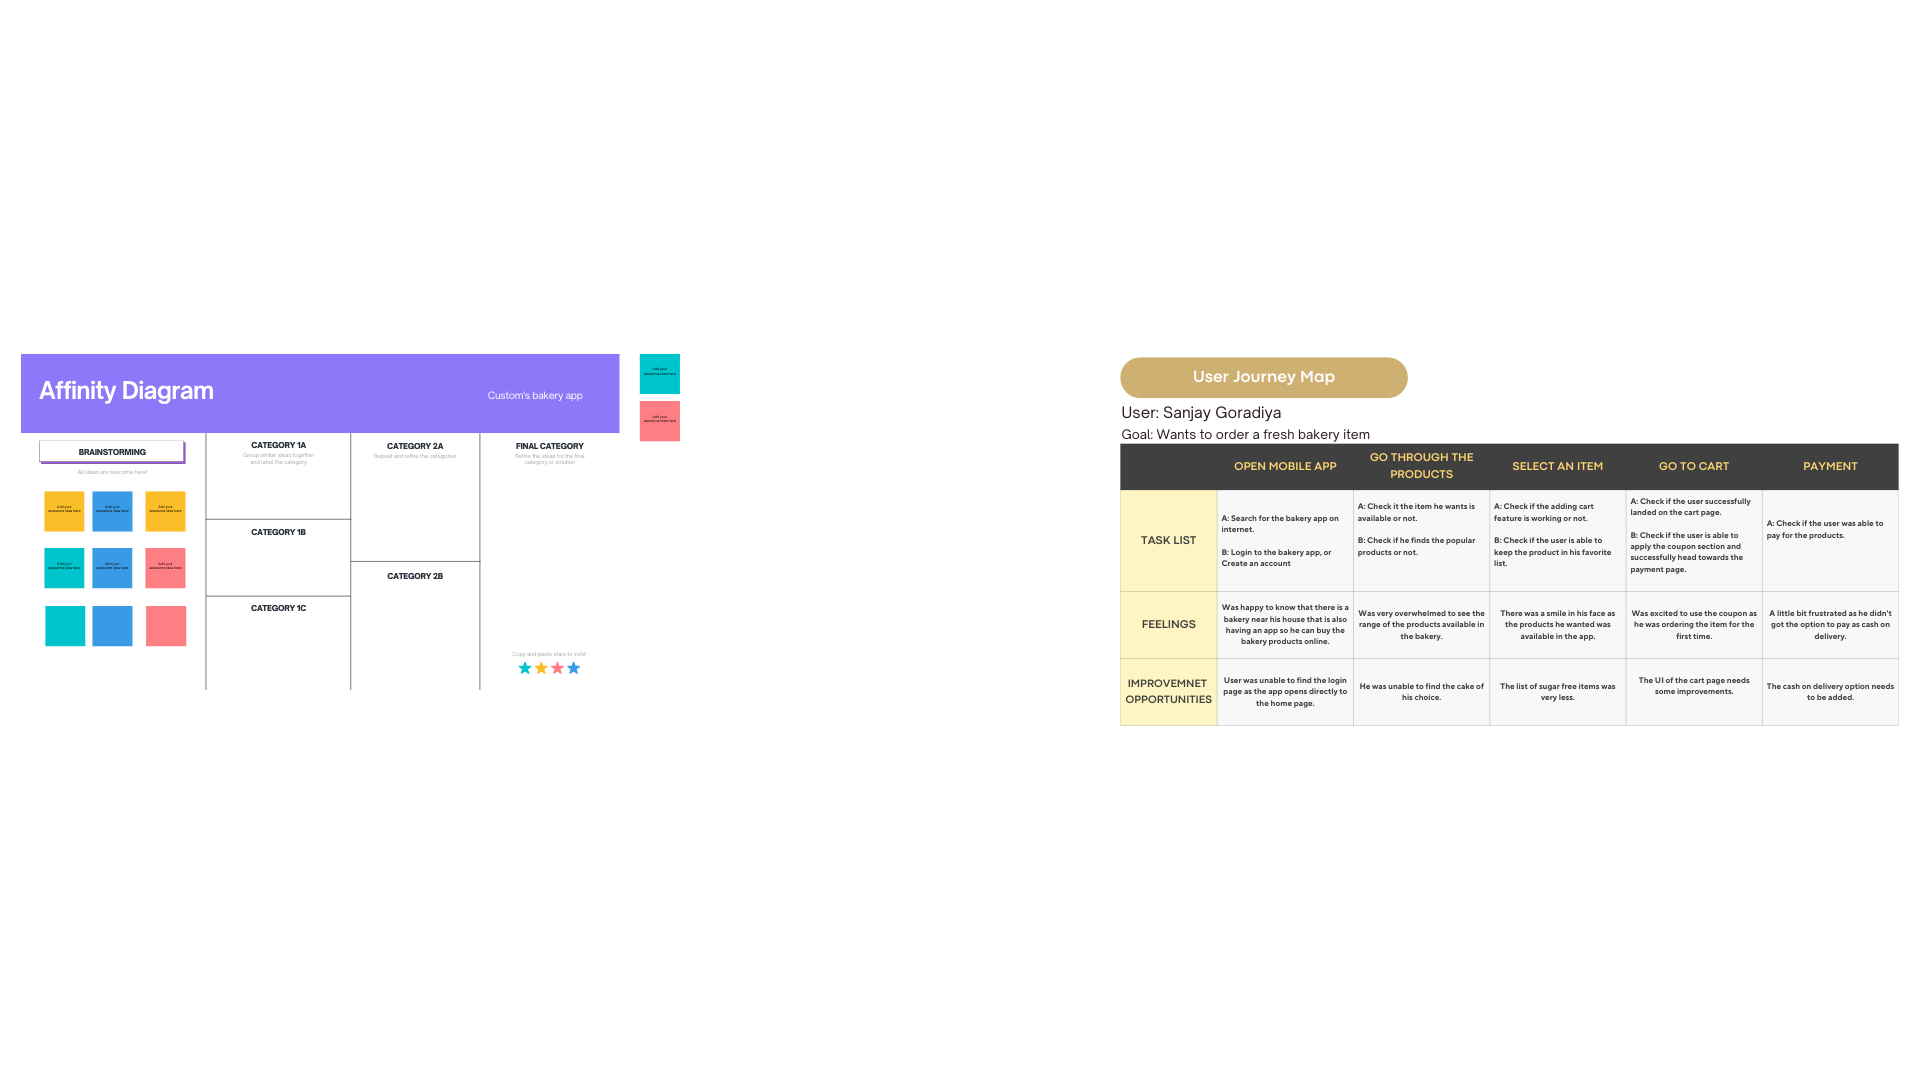 Affinity Diagram
Custom's bakery app
BRAINSTORMING
All ideas are welcome here!
Add your
awesome idea here
Add your
awesome idea here
Add your
awesome idea here
Add your
awesome idea here
Add your
awesome idea here
Add your
awesome idea here
CATEGORY 1A
Group similar ideas together
and label the category
CATEGORY 1B
CATEGORY 1C
CATEGORY 2A
Repeat and refine the categories
CATEGORY 2B
FINAL CATEGORY
Refine the ideas for the final
category or solution
Copy and paste stars to vote!
Add your
awesome idea here
Add your
awesome idea here
User Journey Map
User: Sanjay Goradiya
Goal: Wants to order a fresh bakery item
OPEN MOBILE APP
GO THROUGH THE
PRODUCTS
SELECT AN ITEM
GO TO CART
PAYMENT
TASK LIST
A: Search for the bakery app on
internet.
B: Login to the bakery app, or
Create an account
A: Check it the item he wants is
available or not.
B: Check if he finds the popular
products or not.
A: Check if the adding cart
feature is working or not.
B: Check if the user is able to
keep the product in his favorite
list.
A: Check if the user successfully
landed on the cart page.
B: Check if the user is able to
apply the coupon section and
successfully head towards the
payment page.
A: Check if the user was able to
pay for the products.
FEELINGS
Was happy to know that there is a
bakery near his house that is also
having an app so he can buy the
bakery products online.
Was very overwhelmed to see the
range of the products available in
the bakery.
There was a smile in his face as
the products he wanted was
available in the app.
Was excited to use the coupon as
he was ordering the item for the
first time.
A little bit frustrated as he didn't
got the option to pay as cash on
delivery.
IMPROVEMNET
OPPORTUNITIES
User was unable to find the login
page as the app opens directly to
the home page.
He was unable to find the cake of
his choice.
The list of sugar free items was
very less.
The UI of the cart page needs
some improvements.
The cash on delivery option needs
to be added.